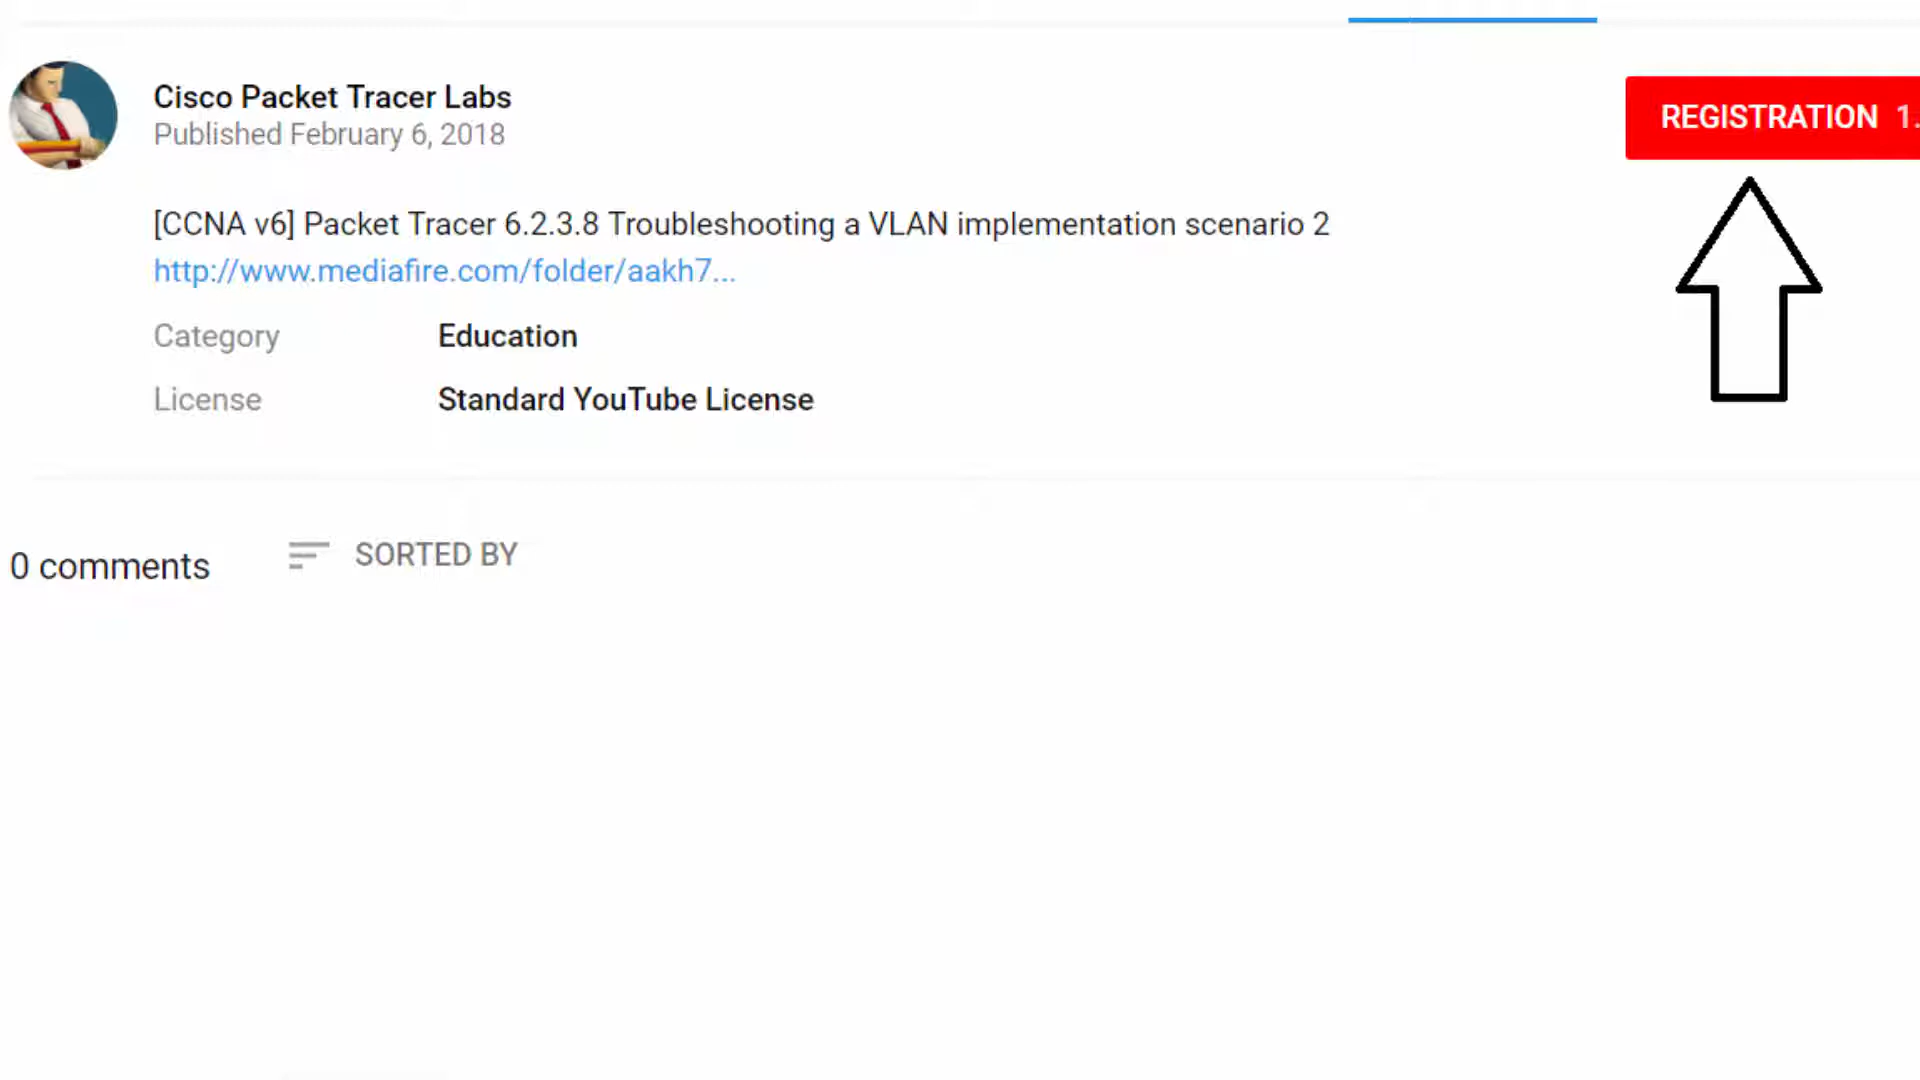 Cisco Packet Tracer Labs
Published February 6, 2018
REGISTRATION 1.
[CCNA v6] Packet Tracer 6.2.3.8 Troubleshooting a VLAN implementation scenario 2
http://www.mediafire.com/folder/aakh7...
Category Education
License Standard YouTube License
0 comments SORTED BY